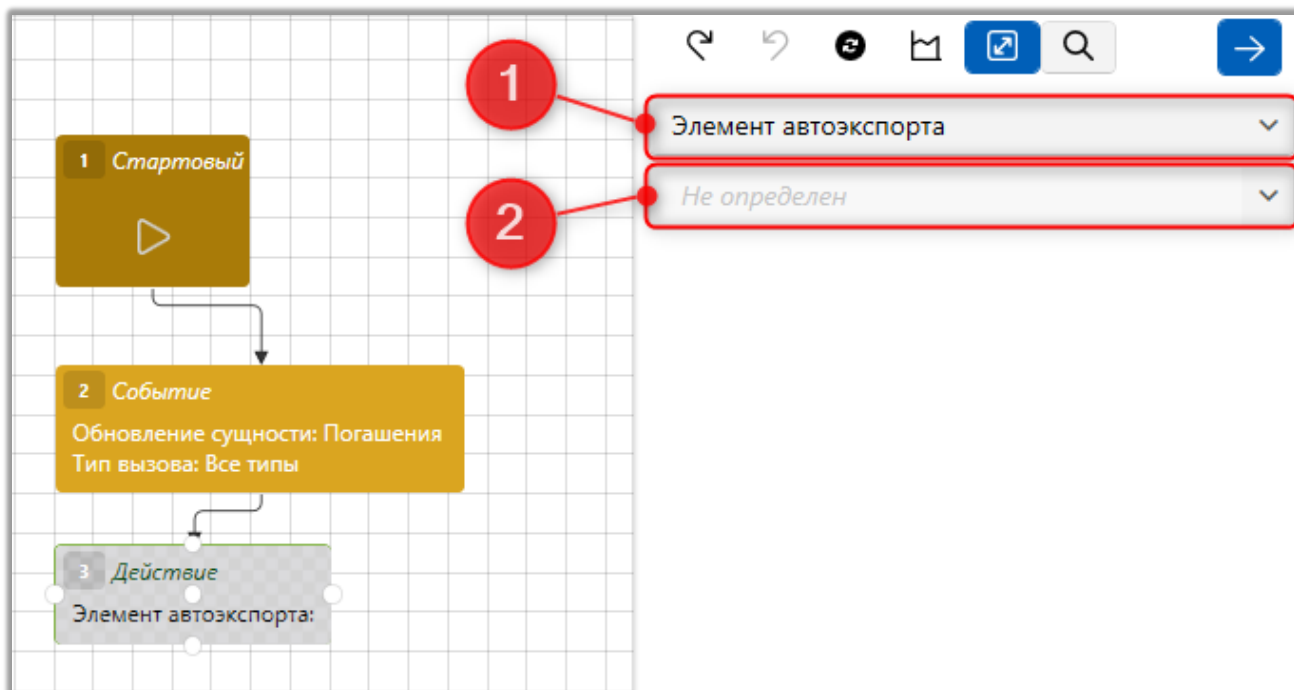 1 Стартовый
2 Событие
Обновление сущности: Погашения
Тип вызова: Все типы
3 Действие
Элемент автоэкспорта:
1
Элемент автоэкспорта
2
Не определен